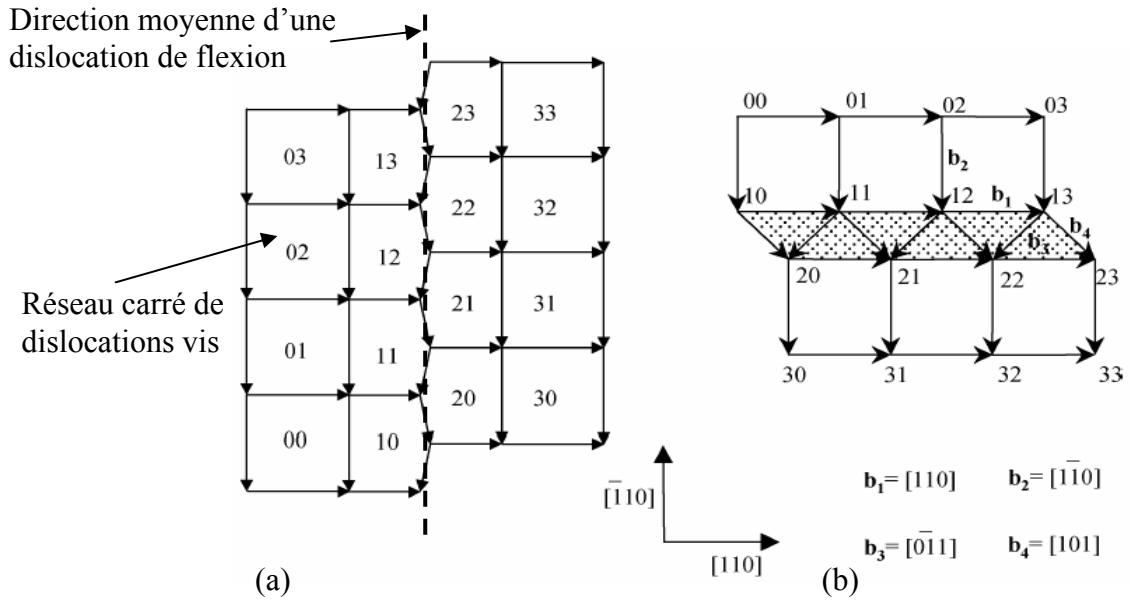 Direction moyenne d’une
dislocation de flexion
23 33
03 13
22 32
02 12
21 31
01 11
20 30
00 10
Réseau carré de
dislocations vis
(a)
00 01 02 03
b₂
10 11 12 b₁ 13
b₃ b₄
20 21 22 23
30 31 32 33
[1̅10]
[110]
b₁= [110] b₂= [11̅0]
b₃= [01̅1] b₄= [101]
(b)